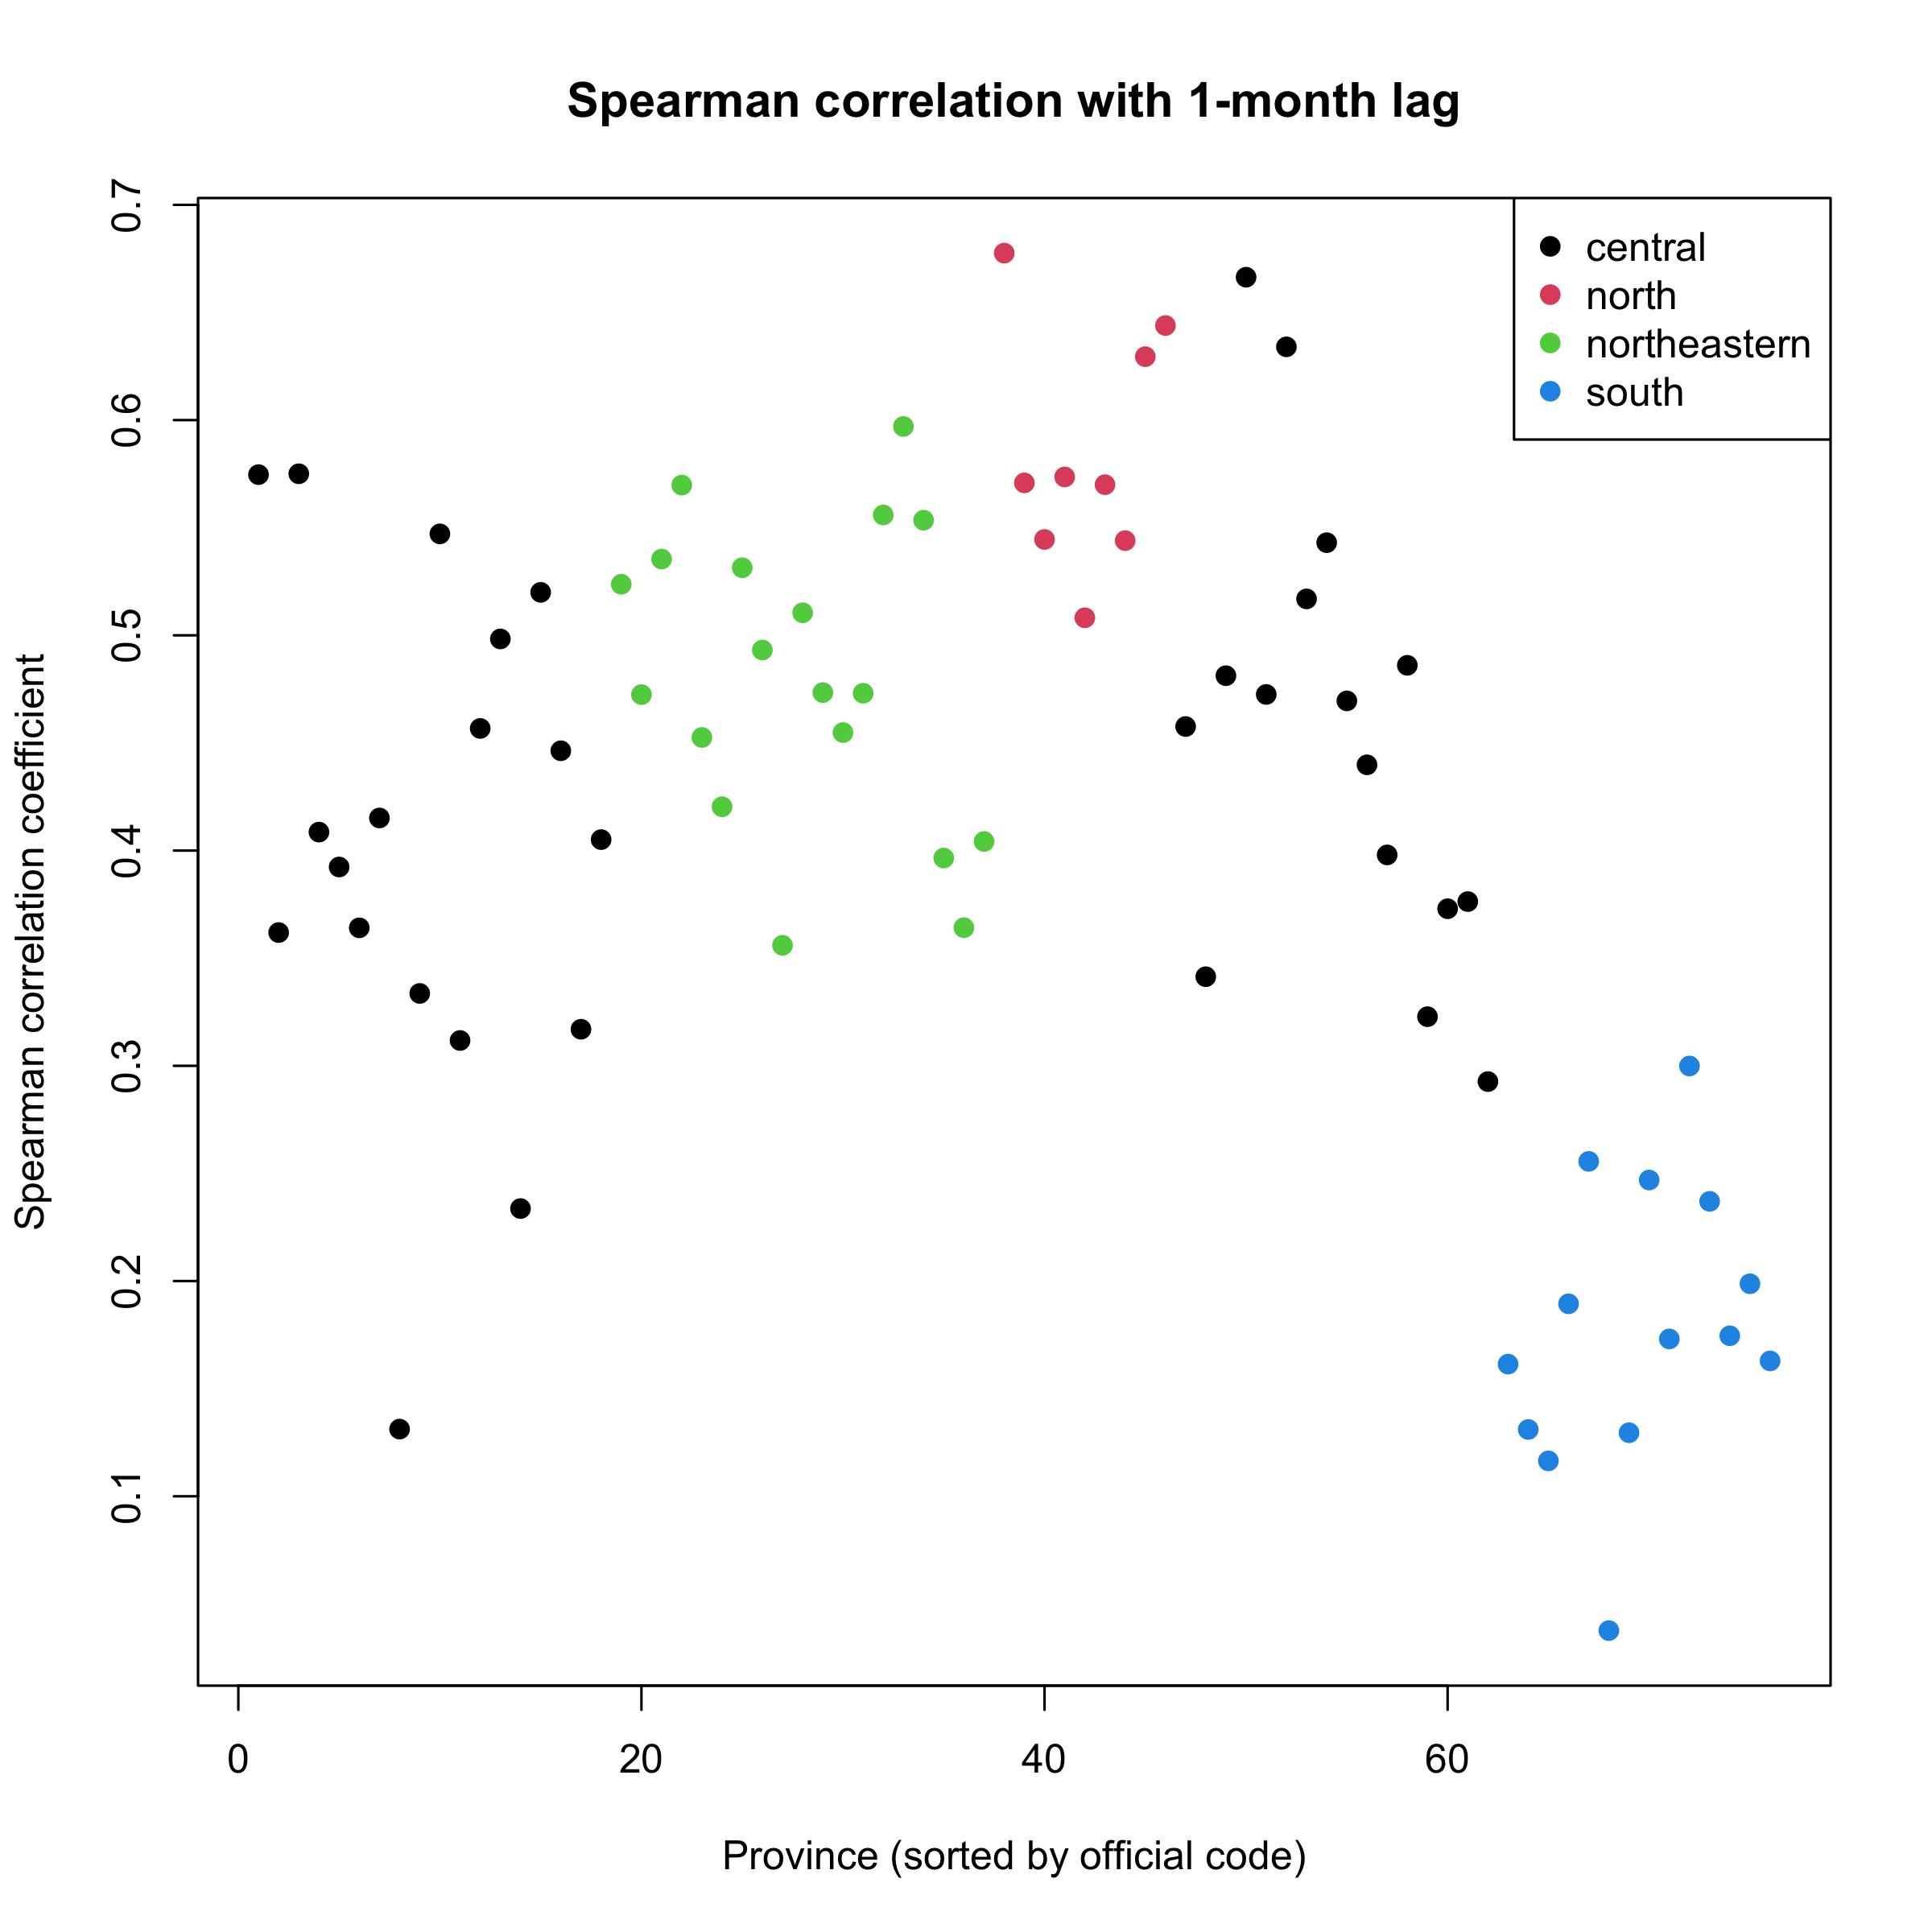 Spearman correlation with 1-month lag
central
north
northeastern
south
Spearman correlation coefficient
0.7
0.6
0.5
0.4
0.3
0.2
0.1
0
20
40
60
Province (sorted by official code)